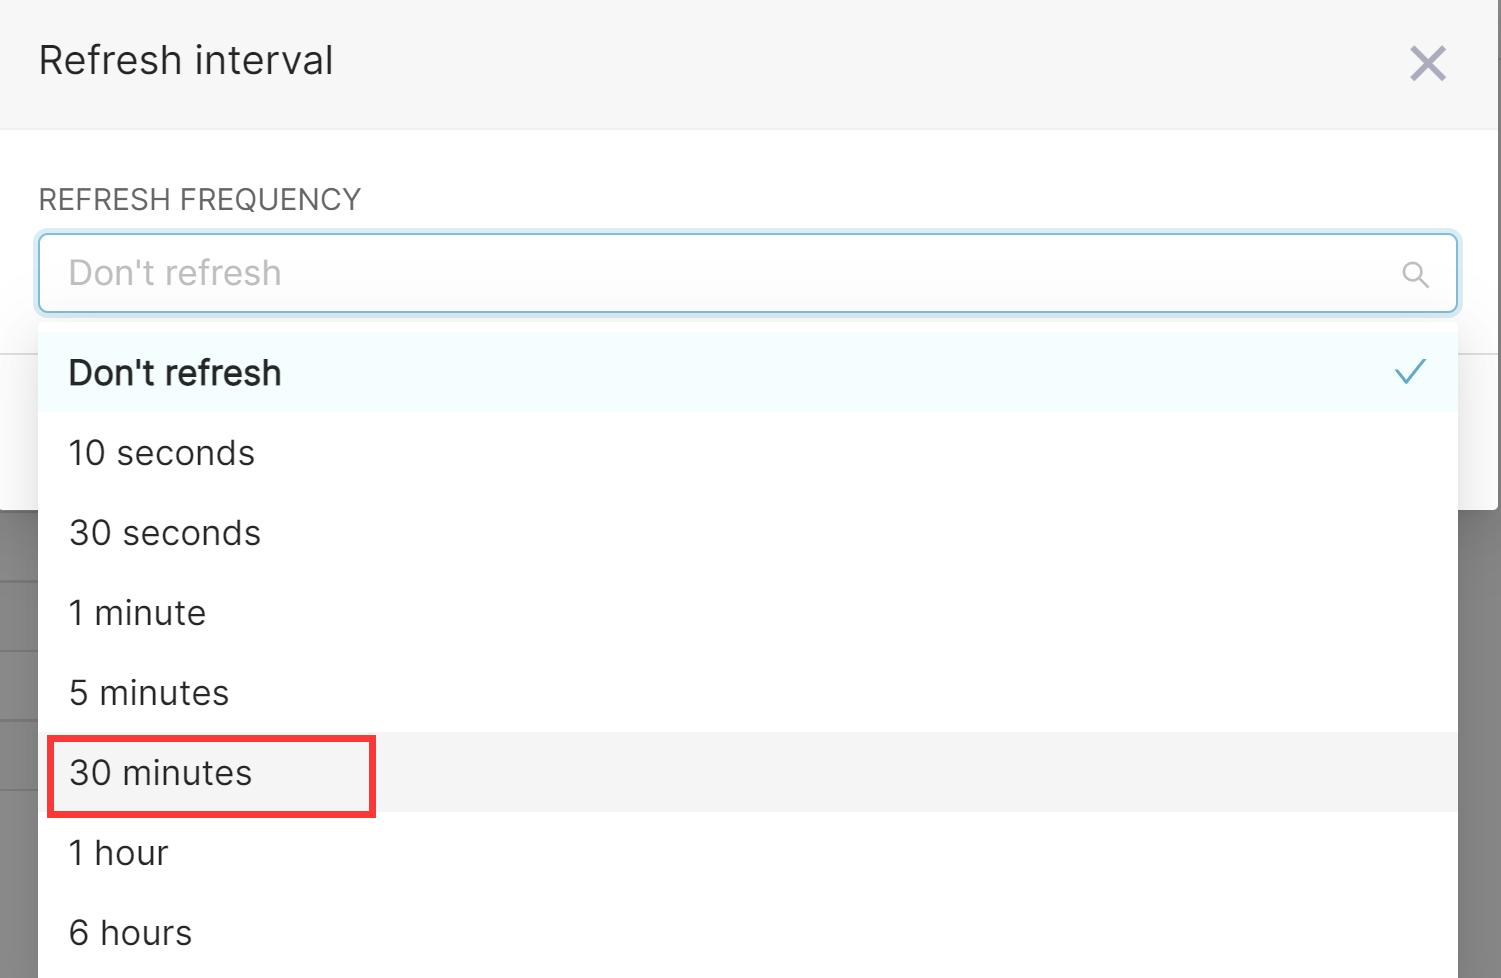 Refresh interval
REFRESH FREQUENCY
Don't refresh
Don't refresh
10 seconds
30 seconds
1 minute
5 minutes
30 minutes
1 hour
6 hours